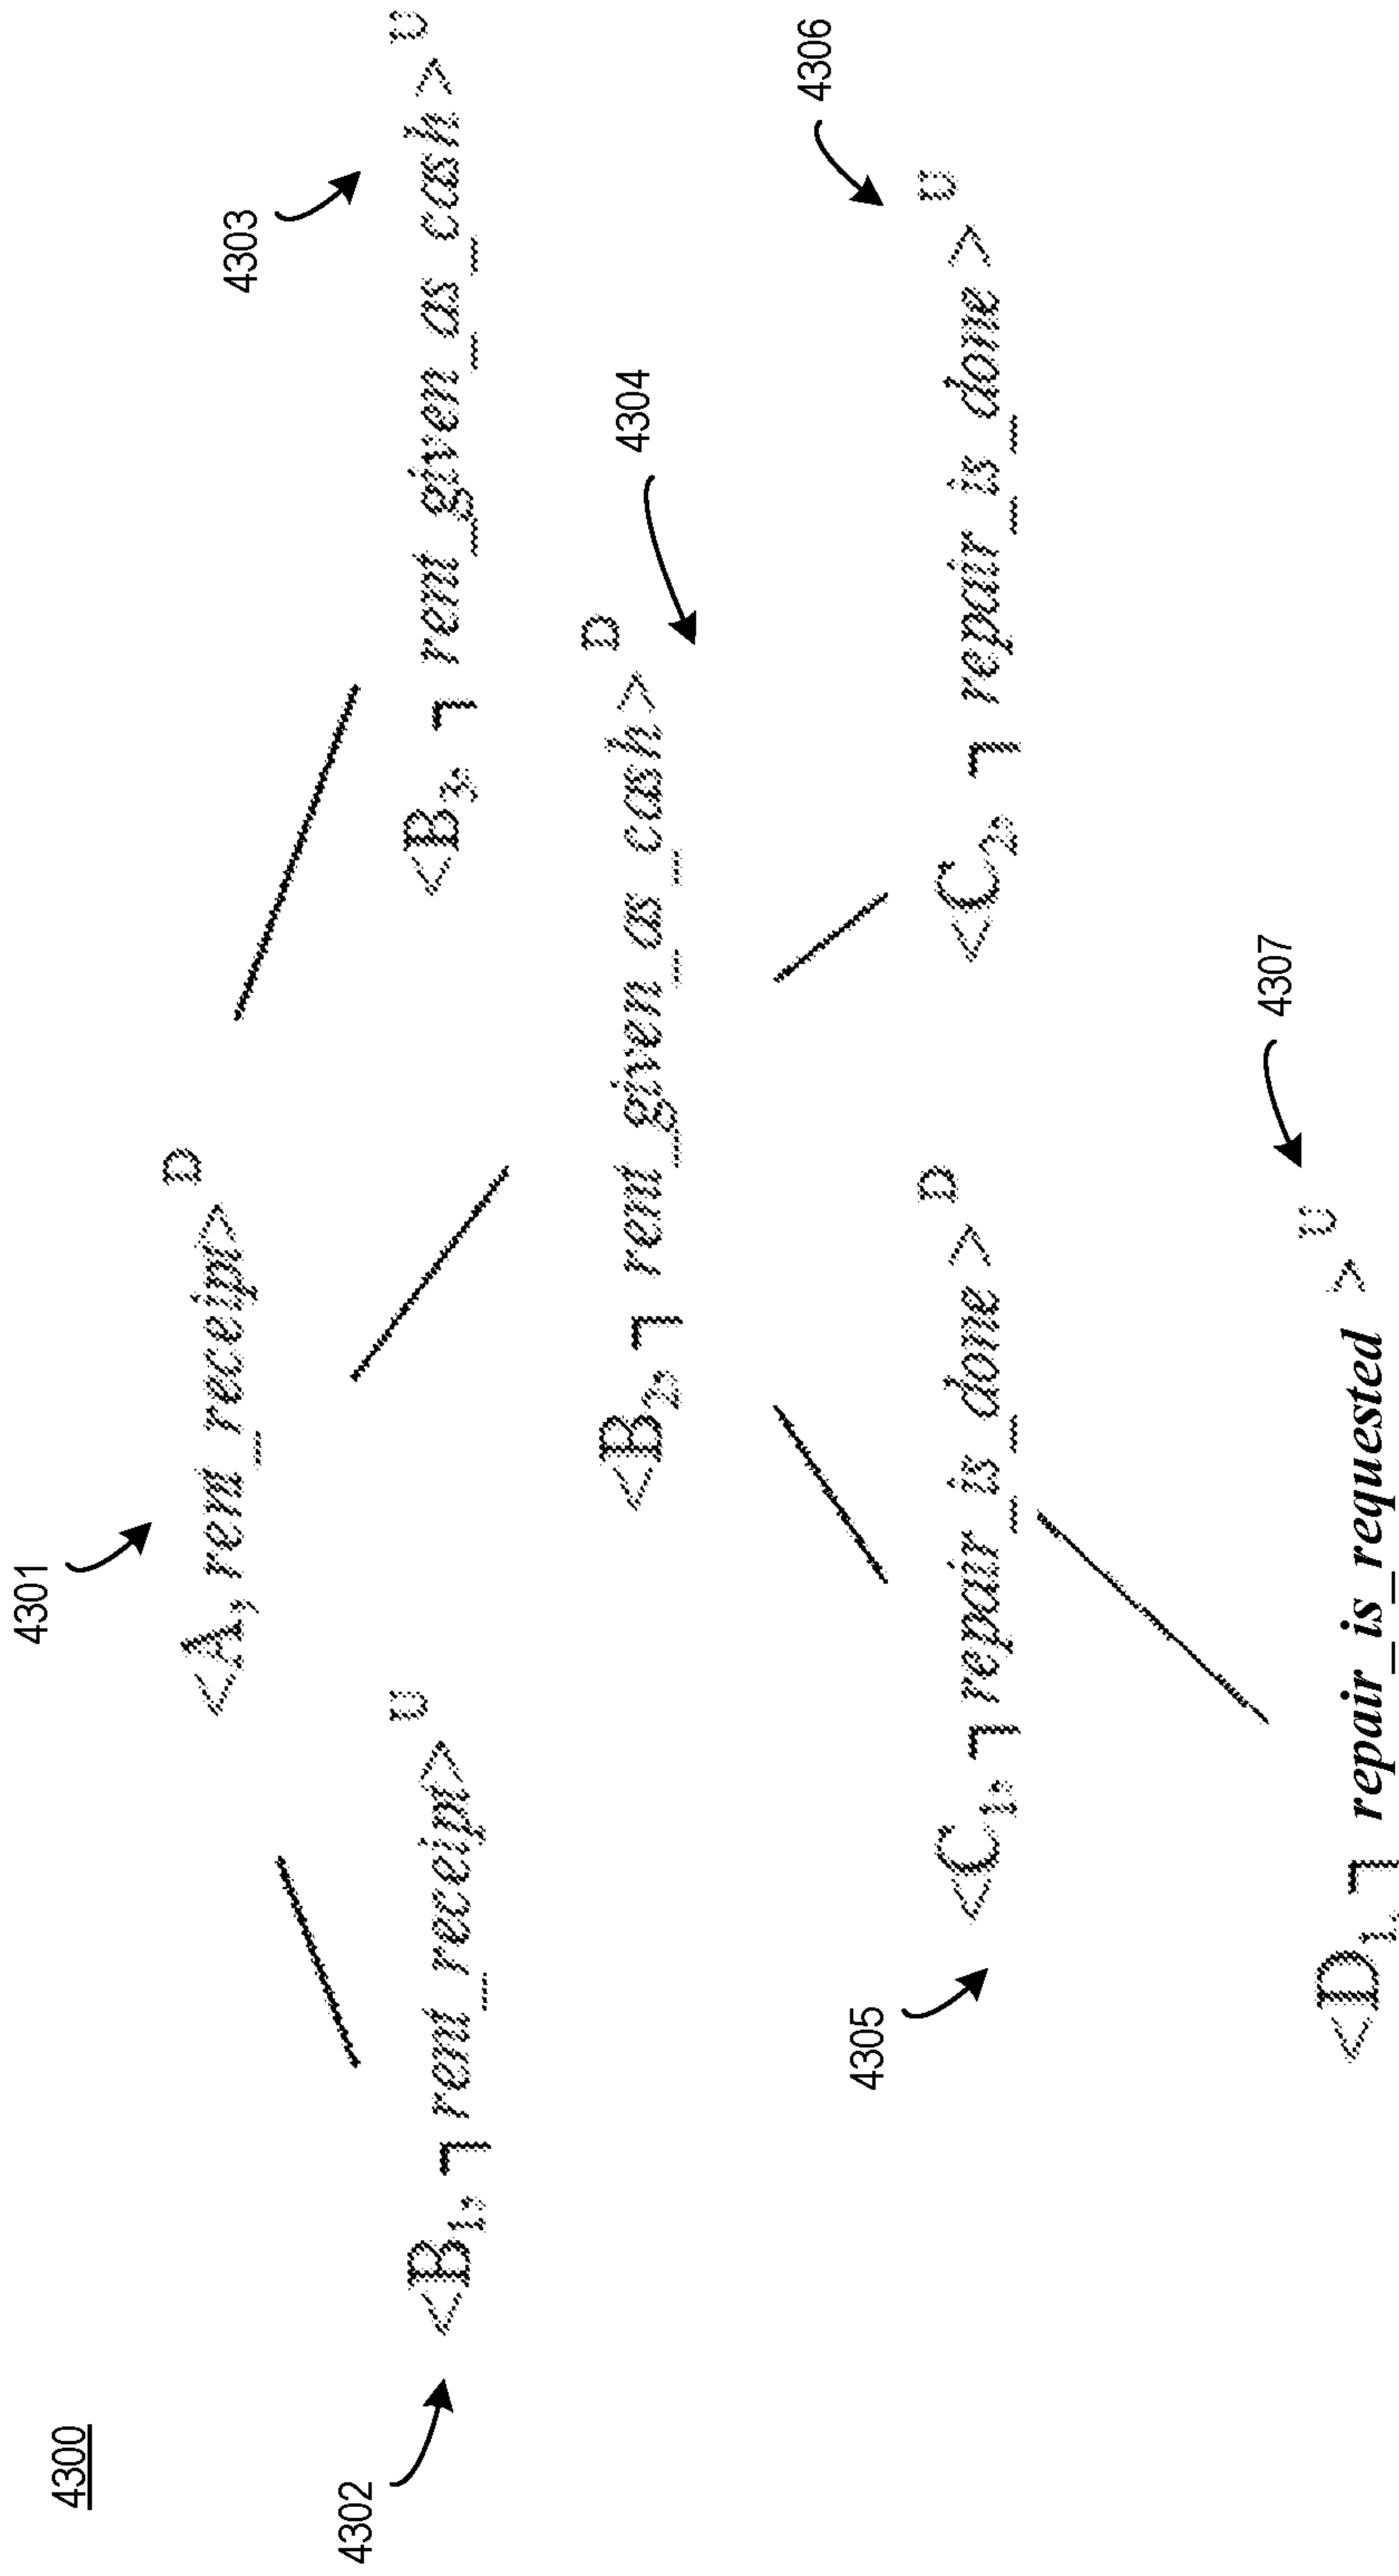 4300
4301
<A, rent_receipt> D
4302
<B1, ⅂ rent_receipt> U
4303
<B3, ⅂ rent_given_as_cash> U
4304
<B2, ⅂ rent_given_as_cash> D
4305
<C1, ⅂ repair_is_done> D
4306
<C2, ⅂ repair_is_done> U
4307
<D1, ⅂ repair_is_requested > U